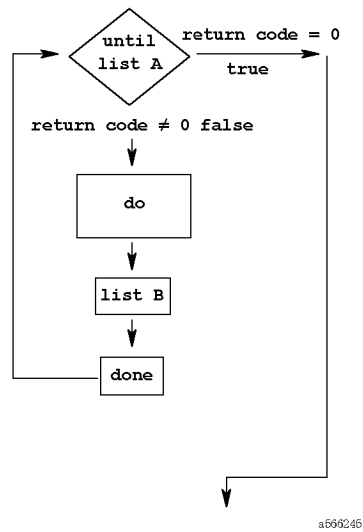 until
list A
return code = 0
true
return code ≠ 0 false
do
list B
done
a566245